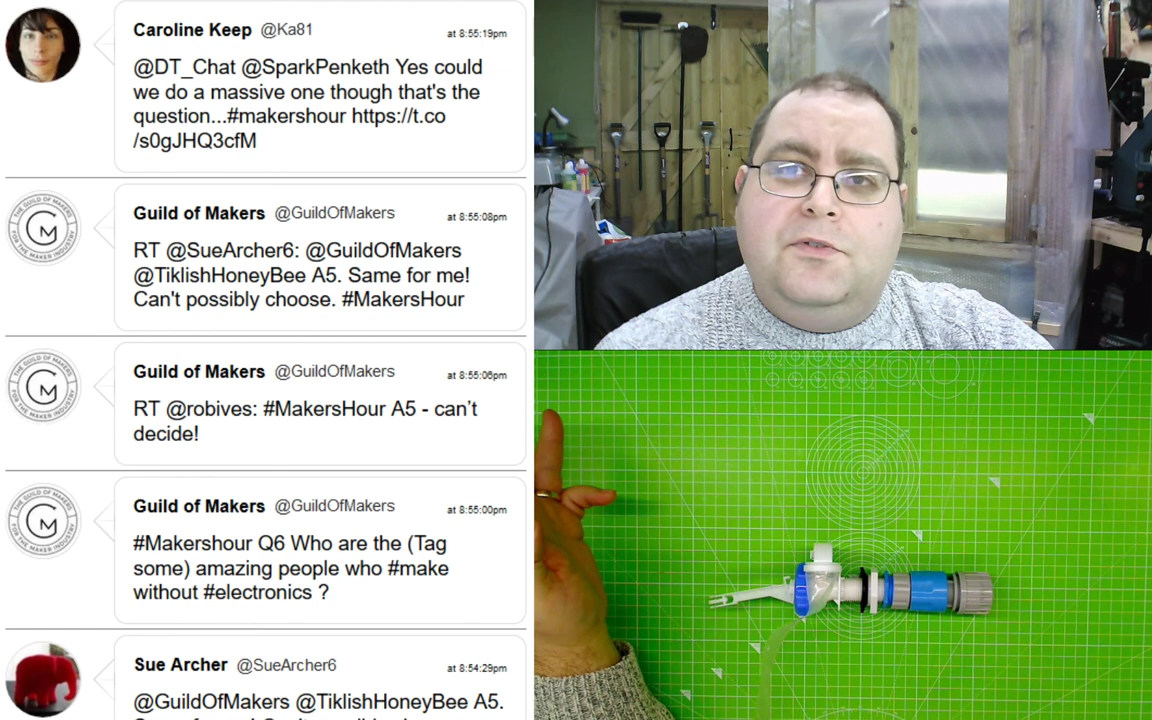 Caroline Keep @Ka81 at 8:55:19pm
@DT_Chat @SparkPenketh Yes could
we do a massive one though that's the
question...#makershour https://t.co
/s0gJHQ3cfM
Guild of Makers @GuildOfMakers at 8:55:08pm
RT @SueArcher6: @GuildOfMakers
@TiklishHoneyBee A5. Same for me!
Can't possibly choose. #MakersHour
Guild of Makers @GuildOfMakers at 8:55:06pm
RT @robives: #MakersHour A5 - can’t
decide!
Guild of Makers @GuildOfMakers at 8:55:00pm
#Makershour Q6 Who are the (Tag
some) amazing people who #make
without #electronics ?
Sue Archer @SueArcher6 at 8:54:29pm
@GuildOfMakers @TiklishHoneyBee A5.